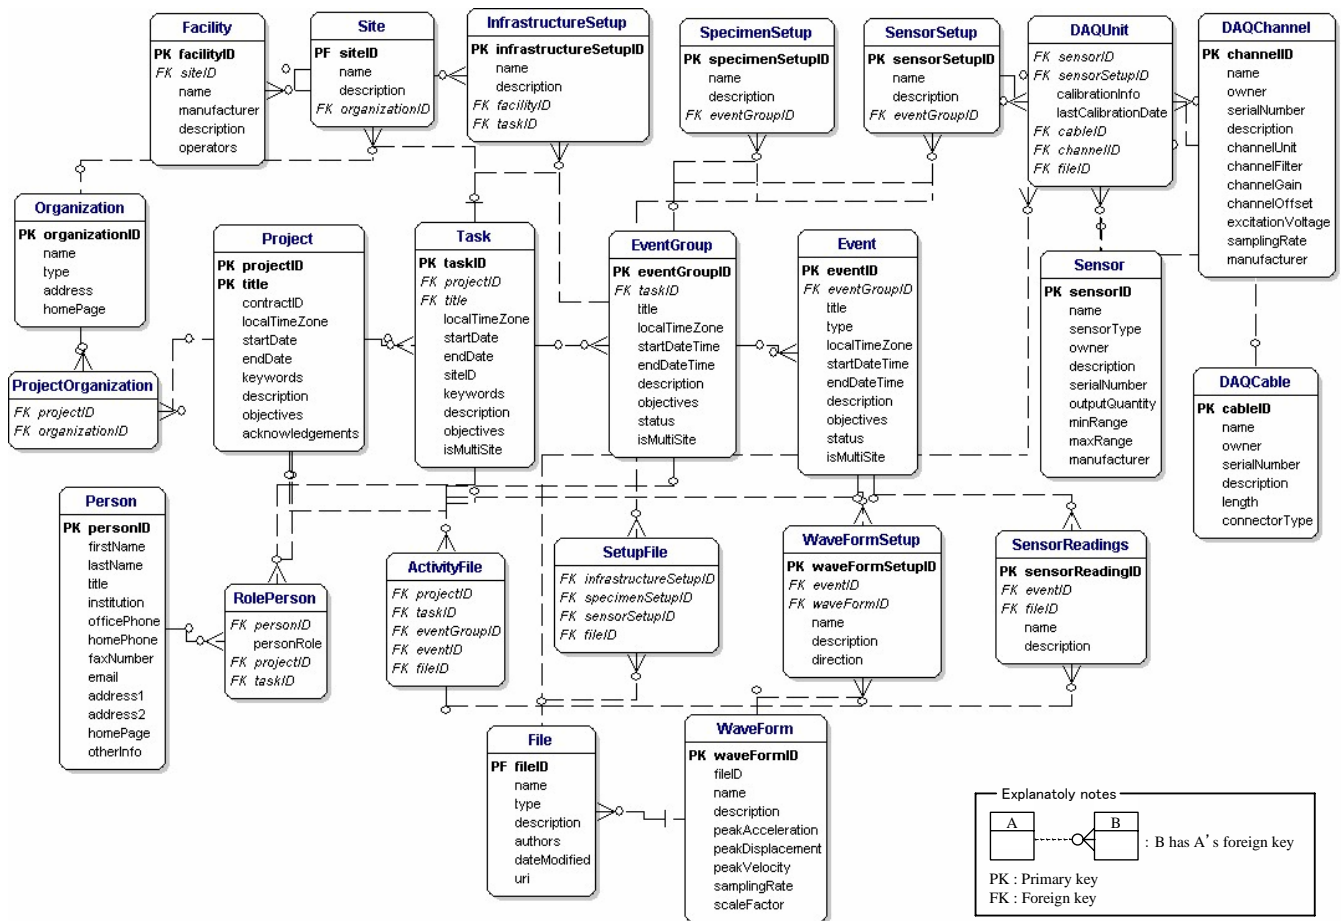 Facility
PK facilityID
FK siteID
name
manufacturer
description
operators
Site
PF siteID
name
description
FK organizationID
InfrastructureSetup
PK infrastructureSetupID
name
description
FK facilityID
FK taskID
SpecimenSetup
PK specimenSetupID
name
description
FK eventGroupID
SensorSetup
PK sensorSetupID
name
description
FK eventGroupID
DAQUnit
FK sensorID
FK sensorSetupID
calibrationInfo
lastCalibrationDate
FK cableID
FK channelID
FK fileID
DAQChannel
PK channelID
name
owner
serialNumber
description
channelUnit
channelFilter
channelGain
channelOffset
excitationVoltage
samplingRate
manufacturer
Organization
PK organizationID
name
type
address
homePage
Project
PK projectID
PK title
contractID
localTimeZone
startDate
endDate
keywords
description
objectives
acknowledgements
Task
PK taskID
FK projectID
FK title
localTimeZone
startDate
endDate
siteID
keywords
description
objectives
isMultiSite
EventGroup
PK eventGroupID
FK taskID
title
localTimeZone
startDateTime
endDateTime
description
objectives
status
isMultiSite
Event
PK eventID
FK eventGroupID
title
type
localTimeZone
startDateTime
endDateTime
description
objectives
status
isMultiSite
Sensor
PK sensorID
name
sensorType
owner
description
serialNumber
outputQuantity
minRange
maxRange
manufacturer
DAQCable
PK cableID
name
owner
serialNumber
description
length
connectorType
ProjectOrganization
FK projectID
FK organizationID
Person
PK personID
firstName
lastName
title
institution
officePhone
homePhone
faxNumber
email
address1
address2
homePage
otherInfo
RolePerson
FK personID
personRole
FK projectID
FK taskID
ActivityFile
FK projectID
FK taskID
FK eventGroupID
FK eventID
FK fileID
SetupFile
FK infrastructureSetupID
FK specimenSetupID
FK sensorSetupID
FK fileID
WaveFormSetup
PK waveFormSetupID
FK eventID
FK waveFormID
name
description
direction
SensorReadings
PK sensorReadingID
FK eventID
FK fileID
name
description
File
PF fileID
name
type
description
authors
dateModified
uri
WaveForm
PK waveFormID
fileID
name
description
peakAcceleration
peakDisplacement
peakVelocity
samplingRate
scaleFactor
Explanatoly notes
A
B
: B has A's foreign key
PK : Primary key
FK : Foreign key